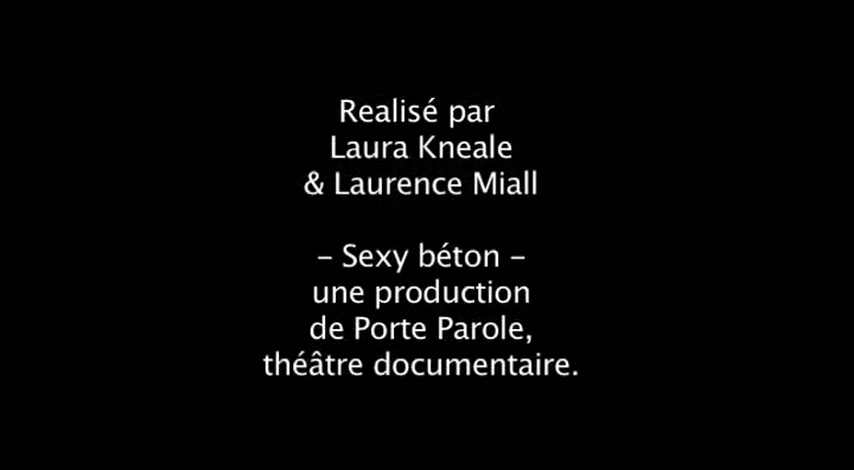 Realisé par
Laura Kneale
& Laurence Miall
– Sexy béton –
une production
de Porte Parole,
théâtre documentaire.